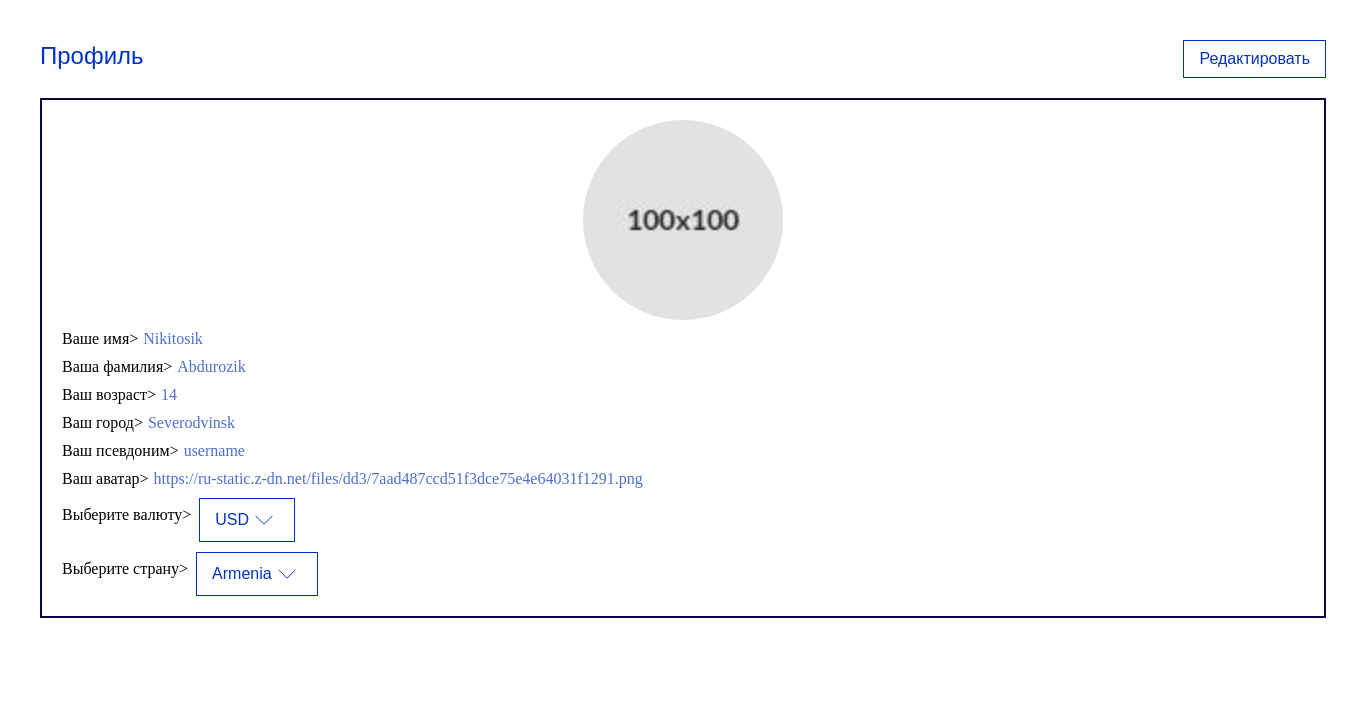 Профиль
Редактировать
100x100
Ваше имя> Nikitosik
Ваша фамилия> Abdurozik
Ваш возраст> 14
Ваш город> Severodvinsk
Ваш псевдоним> username
Ваш аватар> https://ru-static.z-dn.net/files/dd3/7aad487ccd51f3dce75e4e64031f1291.png
Выберите валюту> USD
Выберите страну> Armenia